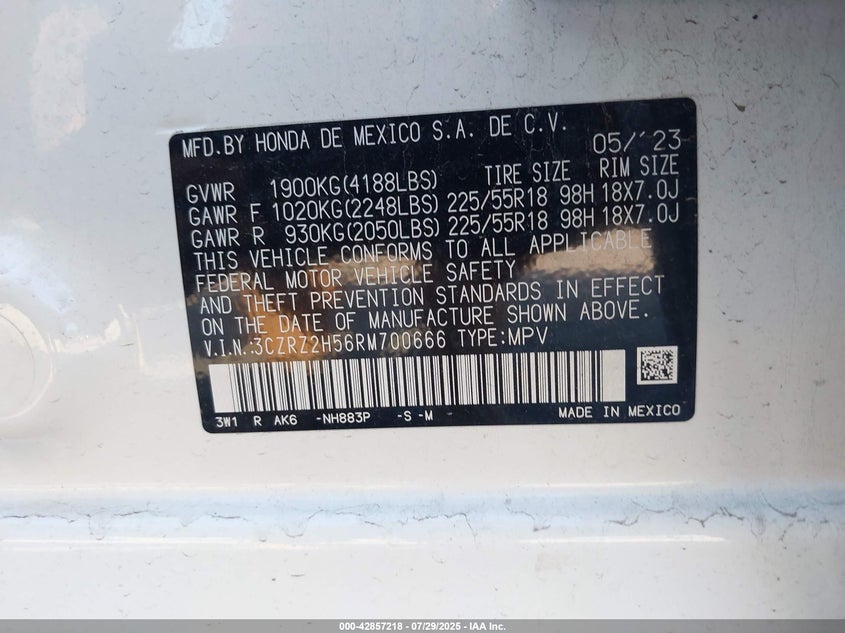 MFD.BY HONDA DE MEXICO S.A. DE C.V. 05/'23
TIRE SIZE RIM SIZE
GVWR 1900KG(4188LBS)
GAWR F 1020KG(2248LBS) 225/55R18 98H 18X7.0J
GAWR R 930KG(2050LBS) 225/55R18 98H 18X7.0J
THIS VEHICLE CONFORMS TO ALL APPLICABLE
FEDERAL MOTOR VEHICLE SAFETY
AND THEFT PREVENTION STANDARDS IN EFFECT
ON THE DATE OF MANUFACTURE SHOWN ABOVE.
V.I.N.:3CZRZ2H56RM700666 TYPE:MPV
3W1 R AK6 -NH883P -S -M MADE IN MEXICO
000-42857218 - 07/29/2025 - IAA Inc.